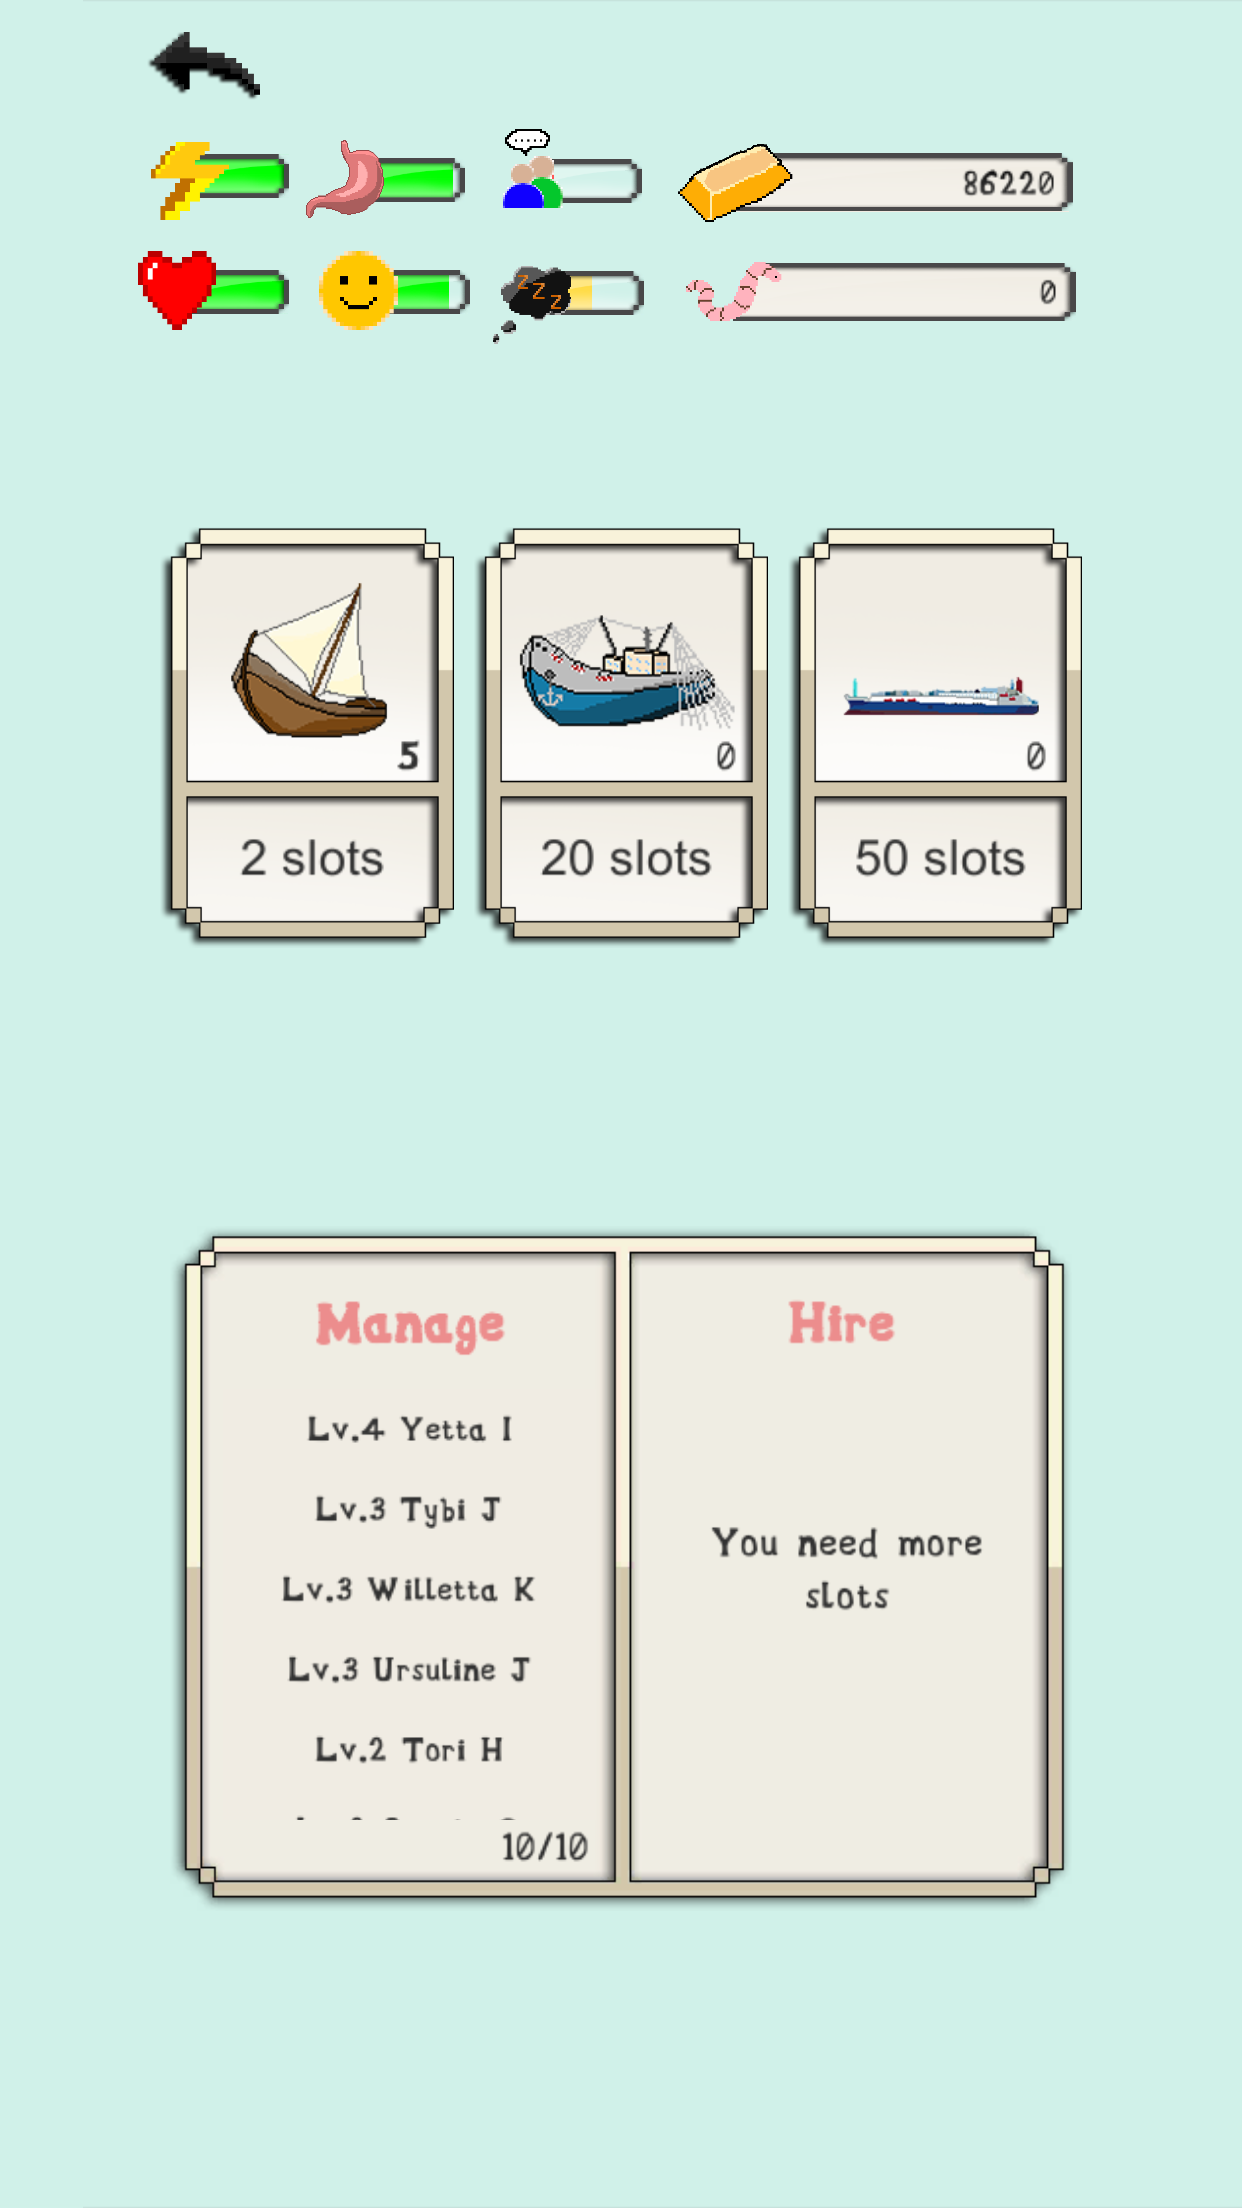 .....
86220
zzz
0
5
0
0
2 slots
20 slots
50 slots
Manage
Hire
Lv.4 Yetta I
Lv.3 Tybi J
Lv.3 Willetta K
Lv.3 Ursuline J
Lv.2 Tori H
10/10
You need more
slots